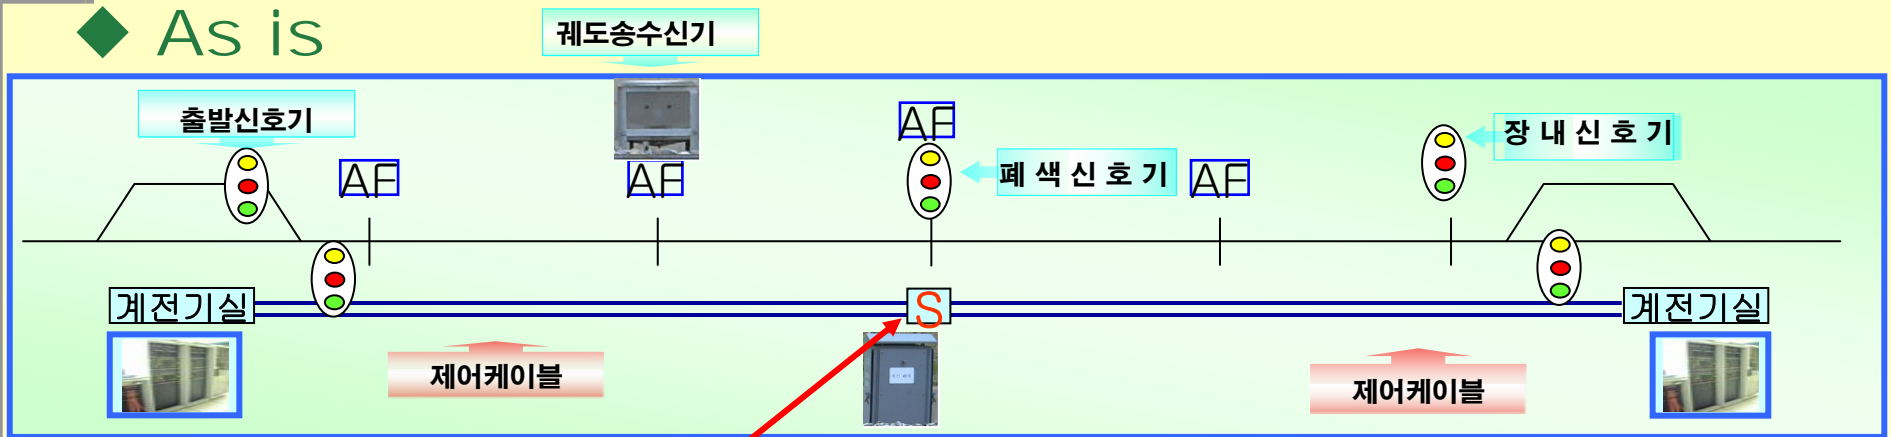 ◆ As is
궤도송수신기
출발신호기
AF
장 내 신 호 기
AF
AF
폐 색 신 호 기
AF
계전기실
S
계전기실
제어케이블
제어케이블